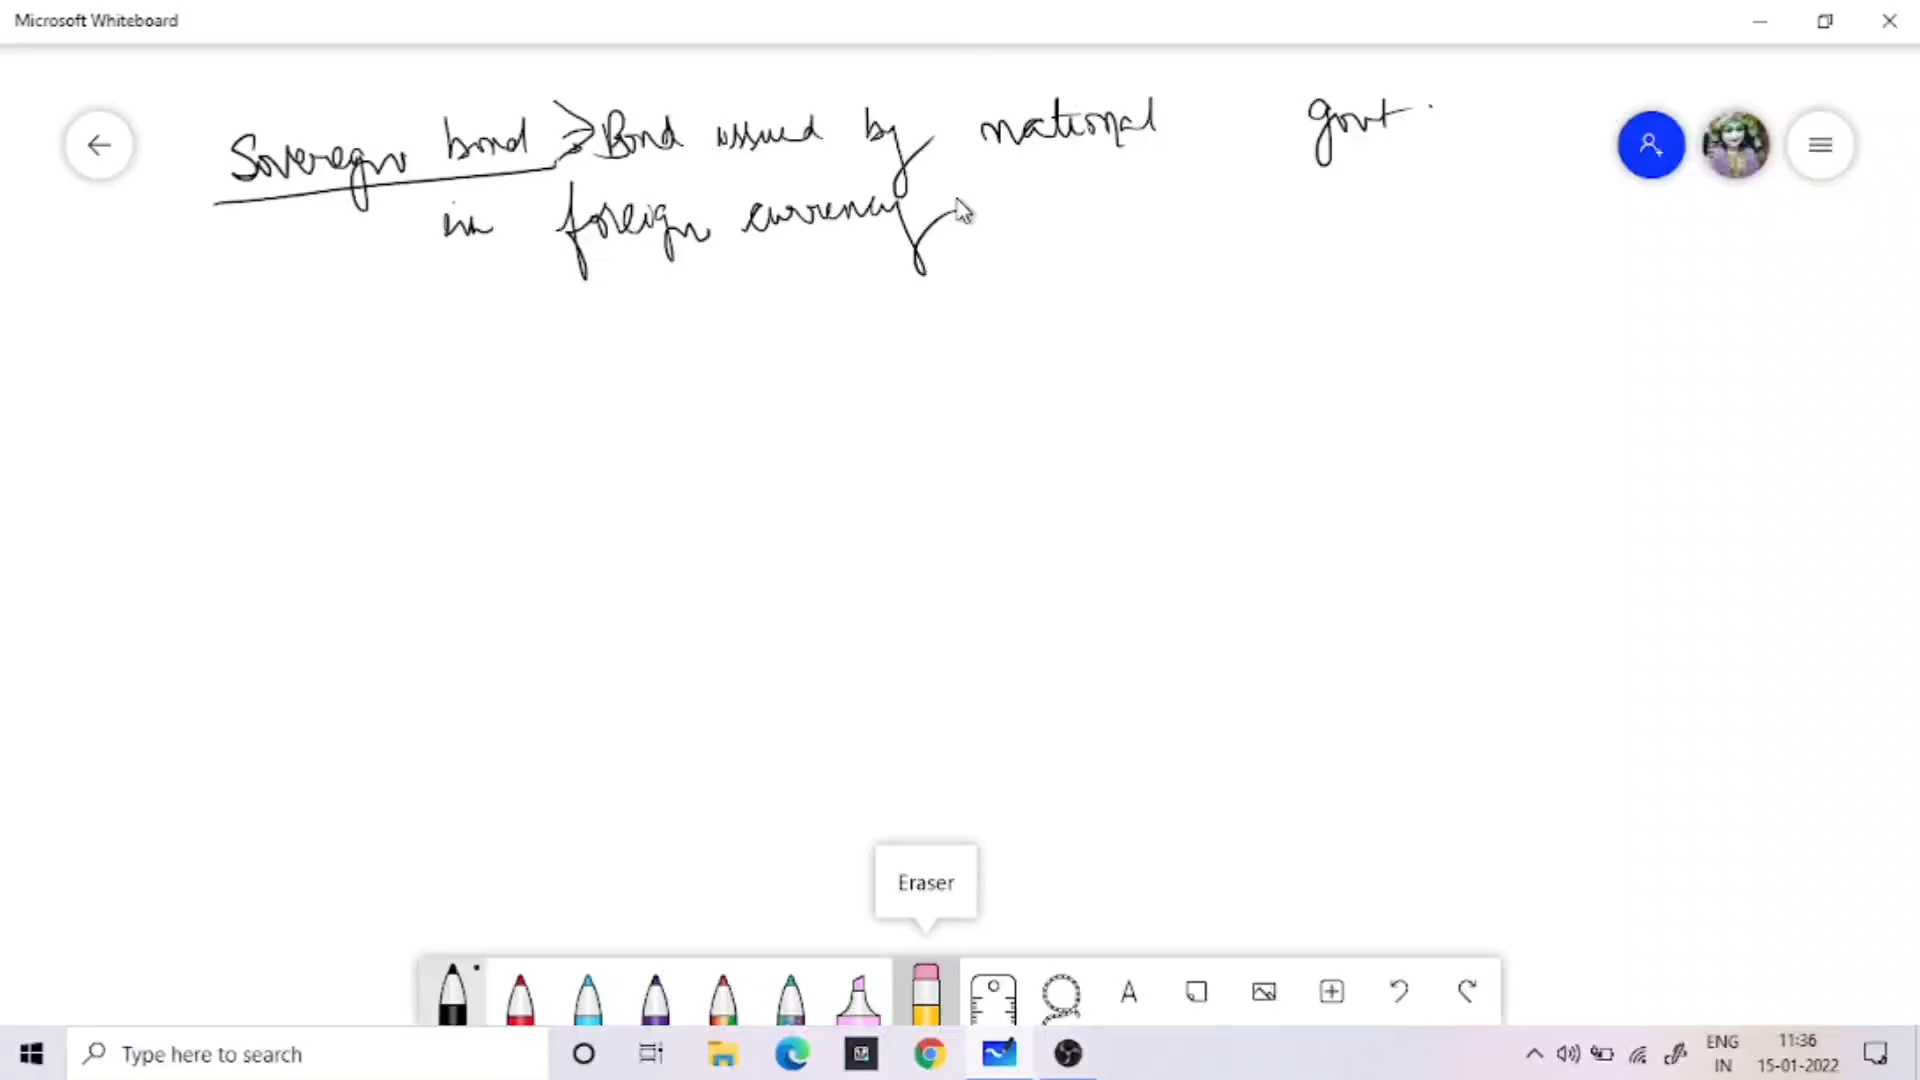 Microsoft Whiteboard
Soveregn bond => Bond issued by national govt.
in foreign currency
Eraser
Type here to search
ENG
IN
11:36
15-01-2022